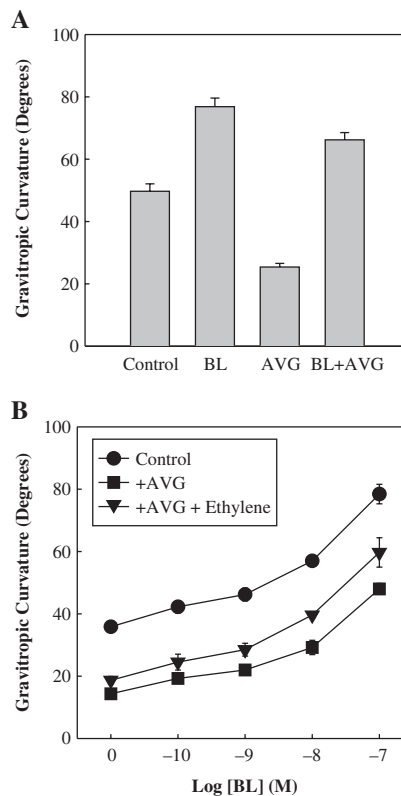 A
Gravitropic Curvature (Degrees)
100
80
60
40
20
0
Control BL AVG BL+AVG
B
Gravitropic Curvature (Degrees)
100
80
60
40
20
0
Control
+AVG
+AVG + Ethylene
0 –10 –9 –8 –7
Log [BL] (M)